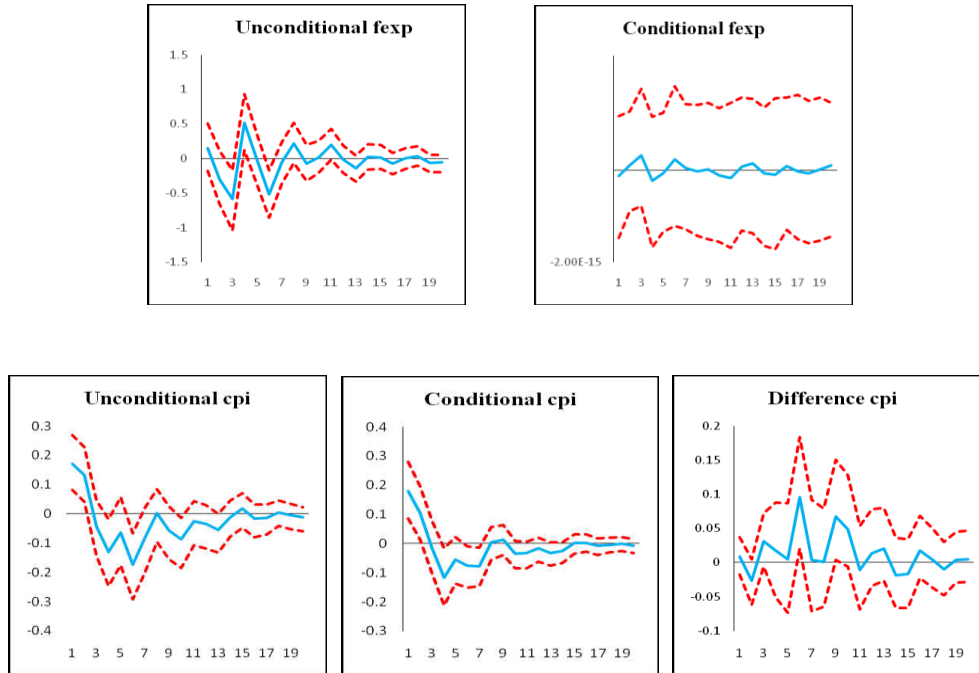 Unconditional fexp
1.5
1
0.5
0
-0.5
-1
-1.5
1 3 5 7 9 11 13 15 17 19
Conditional fexp
-2.00E-15
1 3 5 7 9 11 13 15 17 19
Unconditional cpi
0.3
0.2
0.1
0
-0.1
-0.2
-0.3
-0.4
1 3 5 7 9 11 13 15 17 19
Conditional cpi
0.4
0.3
0.2
0.1
0
-0.1
-0.2
-0.3
1 3 5 7 9 11 13 15 17 19
Difference cpi
0.2
0.15
0.1
0.05
0
-0.05
-0.1
1 3 5 7 9 11 13 15 17 19